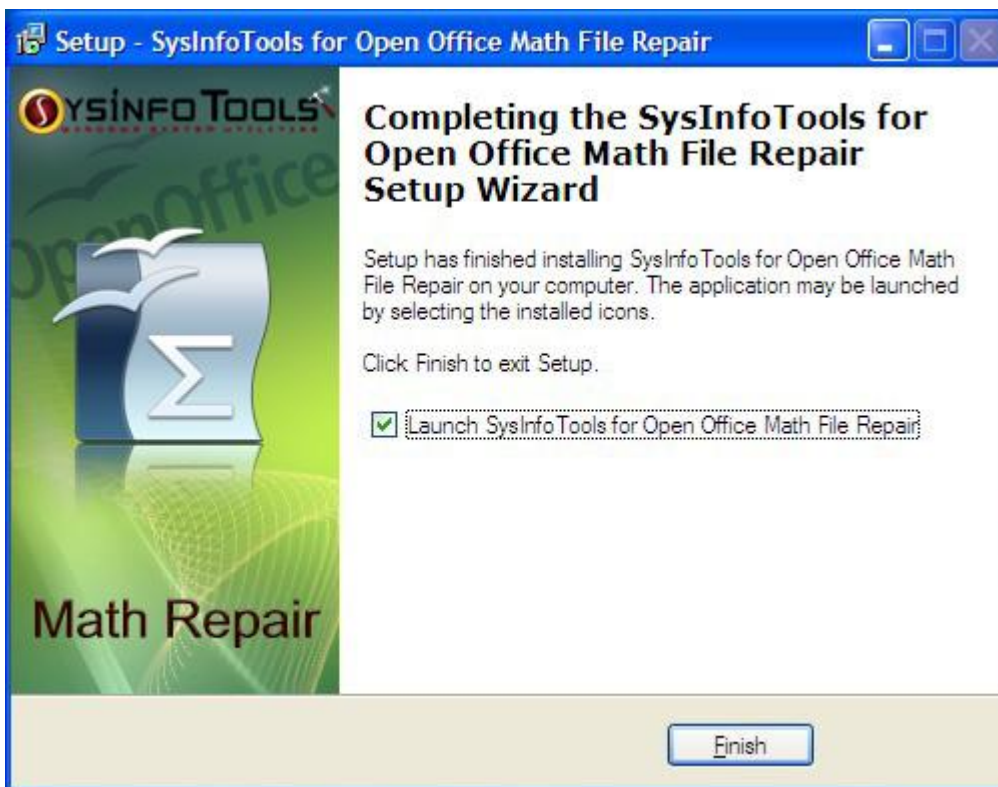 Setup - SysInfoTools for Open Office Math File Repair
SYSINFO TOOLS
WINDOWS SYSTEM UTILITIES
OpenOffice
Math Repair
Completing the SysInfoTools for
Open Office Math File Repair
Setup Wizard
Setup has finished installing SysInfoTools for Open Office Math
File Repair on your computer. The application may be launched
by selecting the installed icons.
Click Finish to exit Setup.
Launch SysInfoTools for Open Office Math File Repair
Finish